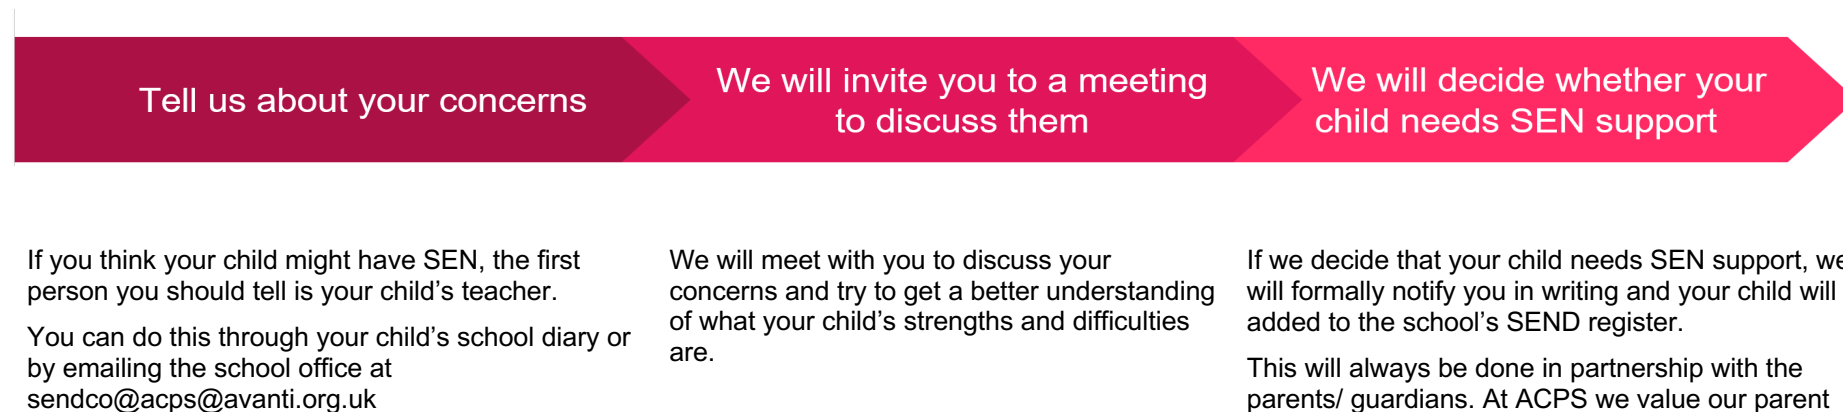 Tell us about your concerns
We will invite you to a meeting
to discuss them
We will decide whether your
child needs SEN support
If you think your child might have SEN, the first
person you should tell is your child’s teacher.
You can do this through your child’s school diary or
by emailing the school office at
sendco@acps@avanti.org.uk
We will meet with you to discuss your
concerns and try to get a better understanding
of what your child’s strengths and difficulties
are.
If we decide that your child needs SEN support, we
will formally notify you in writing and your child will
added to the school’s SEND register.
This will always be done in partnership with the
parents/ guardians. At ACPS we value our parent